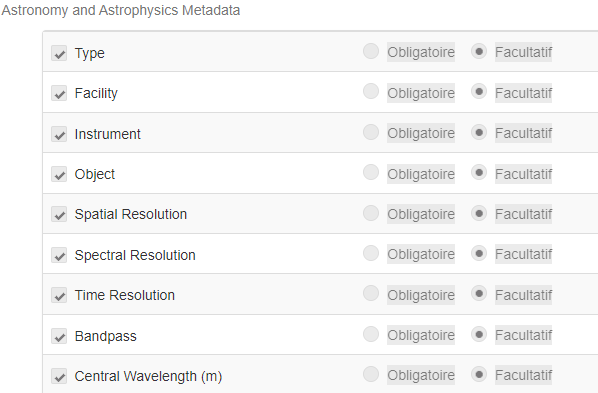 Astronomy and Astrophysics Metadata
Type Obligatoire Facultatif
Facility Obligatoire Facultatif
Instrument Obligatoire Facultatif
Object Obligatoire Facultatif
Spatial Resolution Obligatoire Facultatif
Spectral Resolution Obligatoire Facultatif
Time Resolution Obligatoire Facultatif
Bandpass Obligatoire Facultatif
Central Wavelength (m) Obligatoire Facultatif